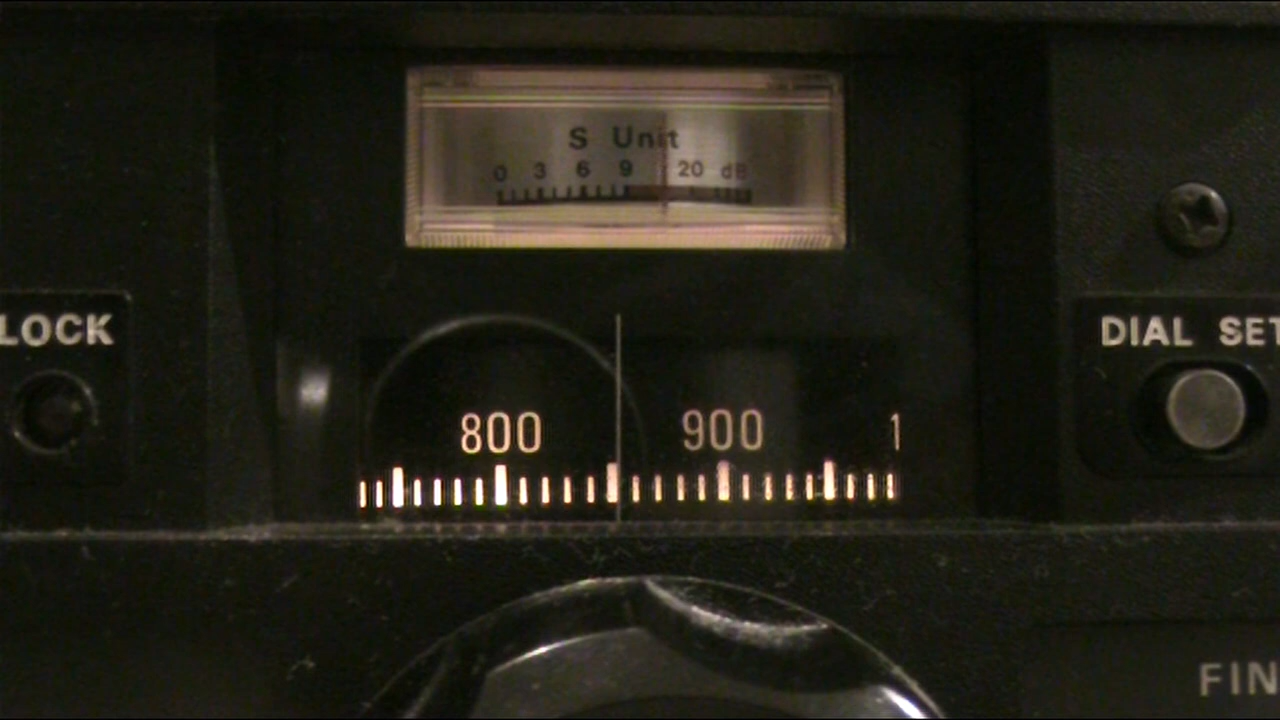 S Unit
0 3 6 9 20 dB
LOCK
DIAL SET
800 900 1
FIN